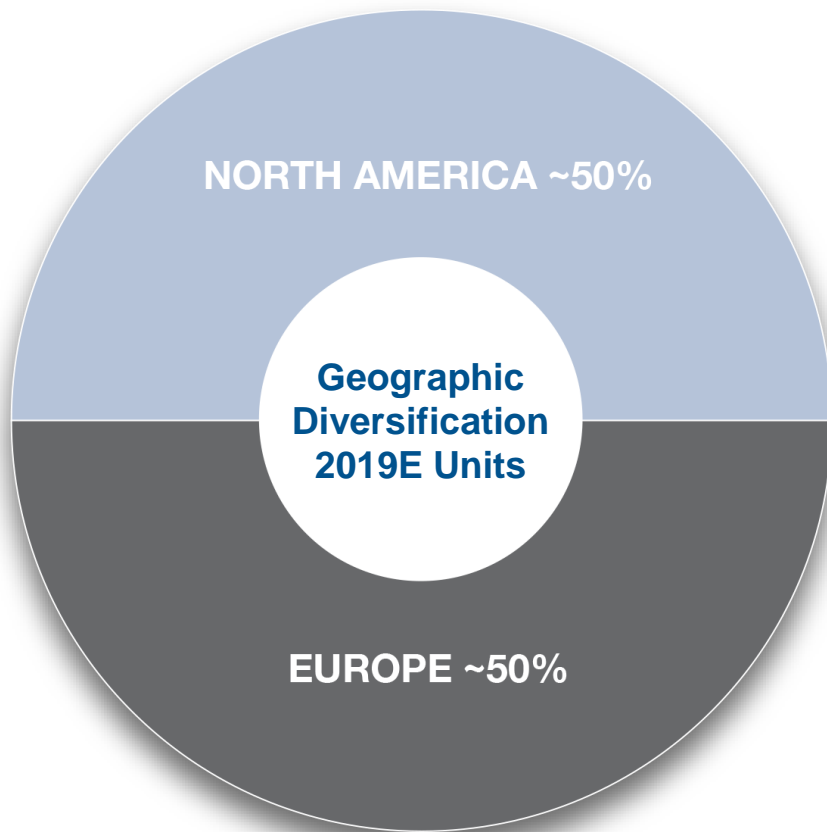 NORTH AMERICA ~50%
Geographic
Diversification
2019E Units
EUROPE ~50%